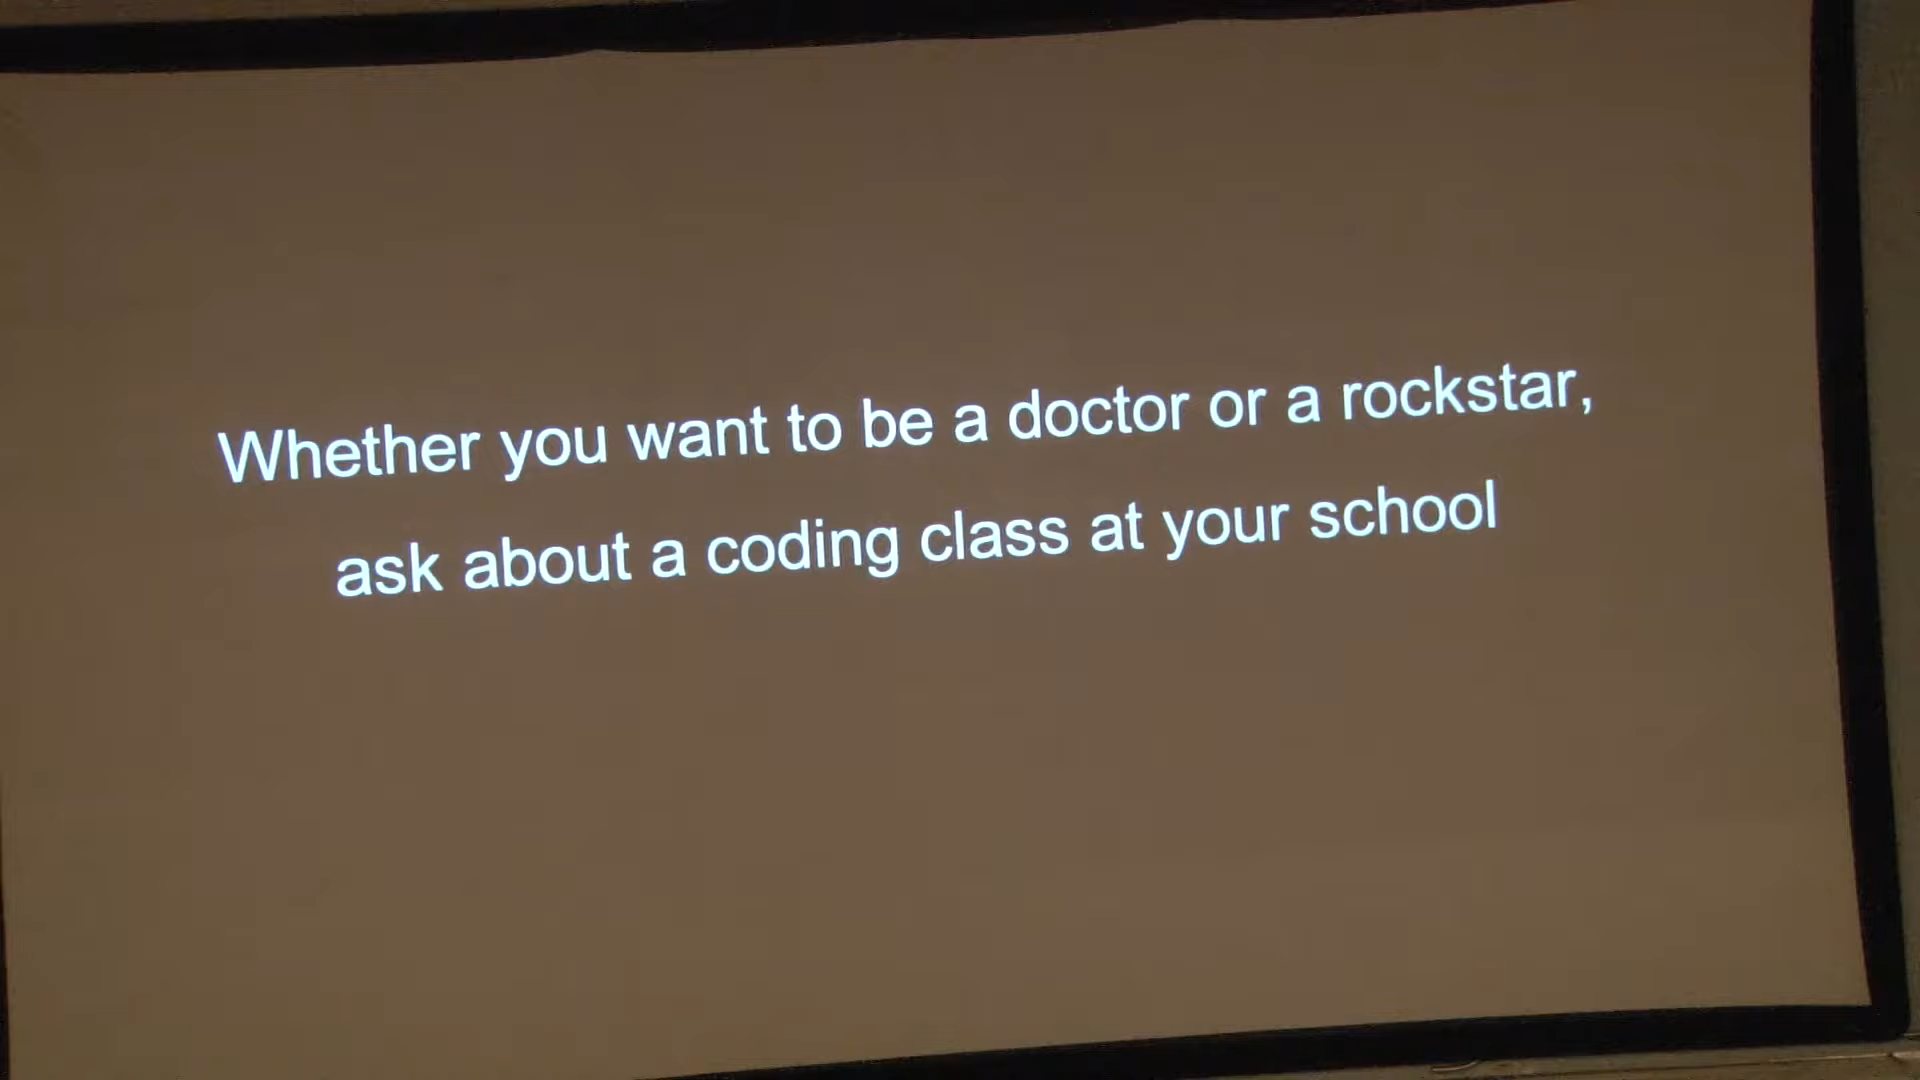 Whether you want to be a doctor or a rockstar,
ask about a coding class at your school